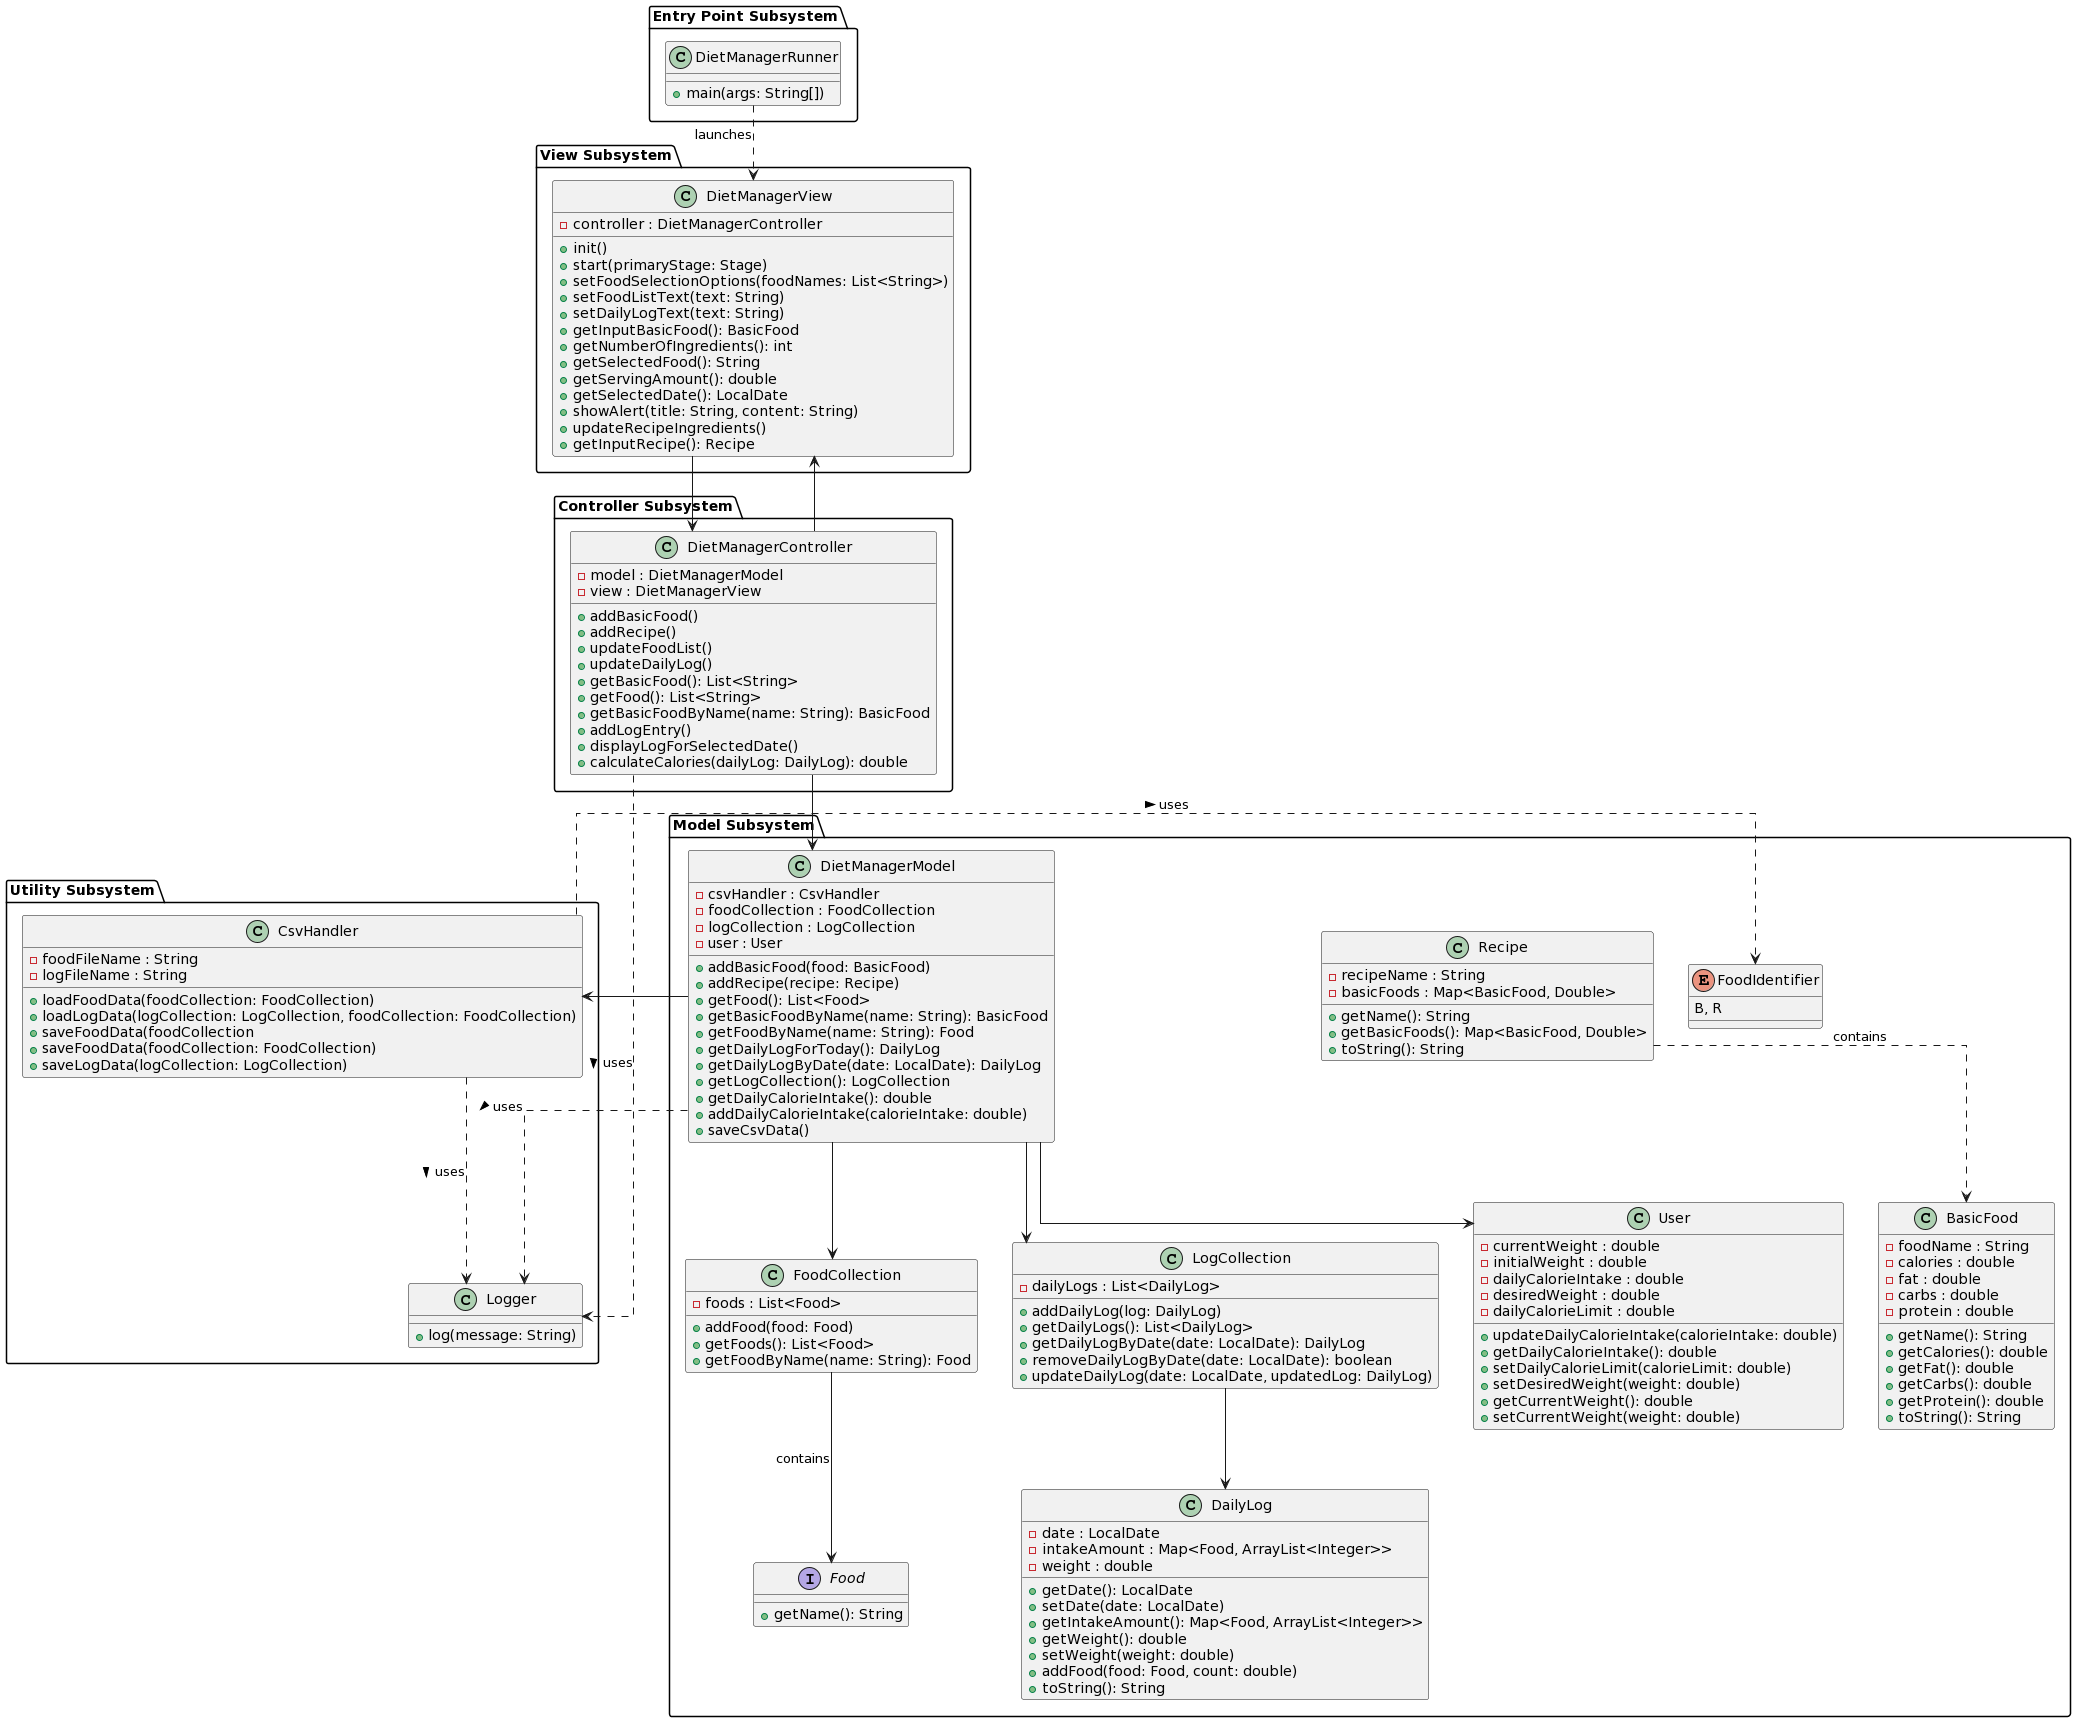 Entry Point Subsystem
C DietManagerRunner
main(args: String[])
launches
View Subsystem
C DietManagerView
controller : DietManagerController
init()
start(primaryStage: Stage)
setFoodSelectionOptions(foodNames: List<String>)
setFoodListText(text: String)
setDailyLogText(text: String)
getInputBasicFood(): BasicFood
getNumberOfIngredients(): int
getSelectedFood(): String
getServingAmount(): double
getSelectedDate(): LocalDate
showAlert(title: String, content: String)
updateRecipeIngredients()
getInputRecipe(): Recipe
Controller Subsystem
C DietManagerController
model : DietManagerModel
view : DietManagerView
addBasicFood()
addRecipe()
updateFoodList()
updateDailyLog()
getBasicFood(): List<String>
getFood(): List<String>
getBasicFoodByName(name: String): BasicFood
addLogEntry()
displayLogForSelectedDate()
calculateCalories(dailyLog: DailyLog): double
uses
Model Subsystem
C DietManagerModel
csvHandler : CsvHandler
foodCollection : FoodCollection
logCollection : LogCollection
user : User
addBasicFood(food: BasicFood)
addRecipe(recipe: Recipe)
getFood(): List<Food>
getBasicFoodByName(name: String): BasicFood
getFoodByName(name: String): Food
getDailyLogForToday(): DailyLog
getDailyLogByDate(date: LocalDate): DailyLog
getLogCollection(): LogCollection
getDailyCalorieIntake(): double
addDailyCalorieIntake(calorieIntake: double)
saveCsvData()
Utility Subsystem
C CsvHandler
foodFileName : String
logFileName : String
loadFoodData(foodCollection: FoodCollection)
loadLogData(logCollection: LogCollection, foodCollection: FoodCollection)
saveFoodData(foodCollection
saveFoodData(foodCollection: FoodCollection)
saveLogData(logCollection: LogCollection)
uses
uses
uses
C Logger
log(message: String)
C Recipe
recipeName : String
basicFoods : Map<BasicFood, Double>
getName(): String
getBasicFoods(): Map<BasicFood, Double>
toString(): String
E FoodIdentifier
B, R
contains
C FoodCollection
foods : List<Food>
addFood(food: Food)
getFoods(): List<Food>
getFoodByName(name: String): Food
C LogCollection
dailyLogs : List<DailyLog>
addDailyLog(log: DailyLog)
getDailyLogs(): List<DailyLog>
getDailyLogByDate(date: LocalDate): DailyLog
removeDailyLogByDate(date: LocalDate): boolean
updateDailyLog(date: LocalDate, updatedLog: DailyLog)
C User
currentWeight : double
initialWeight : double
dailyCalorieIntake : double
desiredWeight : double
dailyCalorieLimit : double
updateDailyCalorieIntake(calorieIntake: double)
getDailyCalorieIntake(): double
setDailyCalorieLimit(calorieLimit: double)
setDesiredWeight(weight: double)
getCurrentWeight(): double
setCurrentWeight(weight: double)
C BasicFood
foodName : String
calories : double
fat : double
carbs : double
protein : double
getName(): String
getCalories(): double
getFat(): double
getCarbs(): double
getProtein(): double
toString(): String
contains
I Food
getName(): String
C DailyLog
date : LocalDate
intakeAmount : Map<Food, ArrayList<Integer>>
weight : double
getDate(): LocalDate
setDate(date: LocalDate)
getIntakeAmount(): Map<Food, ArrayList<Integer>>
getWeight(): double
setWeight(weight: double)
addFood(food: Food, count: double)
toString(): String